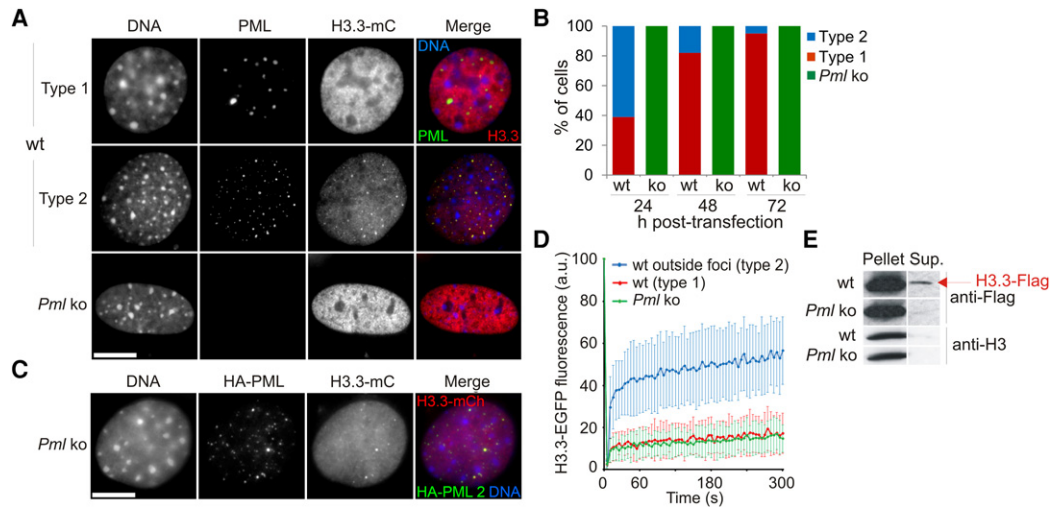 A
DNA PML H3.3-mC Merge
Type 1
DNA
PML H3.3
wt
Type 2
Pml ko
B
% of cells
100
80
60
40
20
0
wt ko wt ko wt ko
24 48 72
h post-transfection
Type 2
Type 1
Pml ko
C
DNA HA-PML H3.3-mC Merge
Pml ko
H3.3-mCh
HA-PML 2 DNA
D
H3.3-EGFP fluorescence (a.u.)
100
80
60
40
20
0
0 60 180 300
Time (s)
wt outside foci (type 2)
wt (type 1)
Pml ko
E
Pellet Sup.
wt
H3.3-Flag
Pml ko
anti-Flag
wt
Pml ko
anti-H3